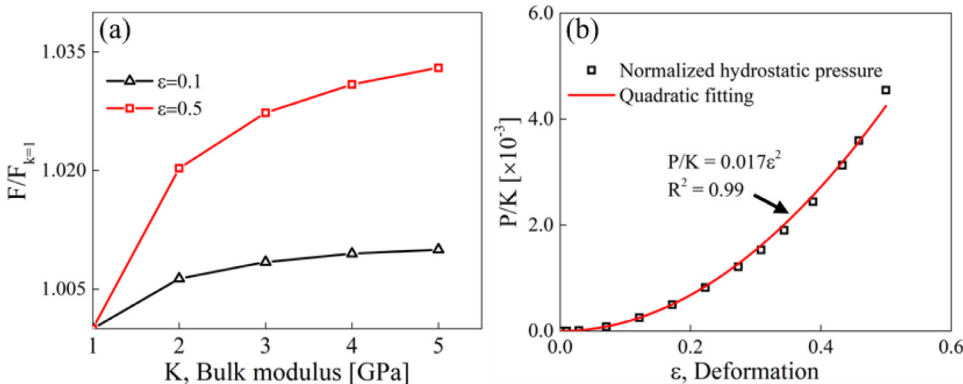 (a)
1.035
1.020
1.005
F/F_{k=1}
ε=0.1
ε=0.5
1 2 3 4 5
K, Bulk modulus [GPa]
(b)
6.0
4.0
2.0
0.0
P/K [×10⁻³]
Normalized hydrostatic pressure
Quadratic fitting
P/K = 0.017ε²
R² = 0.99
0.0 0.2 0.4 0.6
ε, Deformation